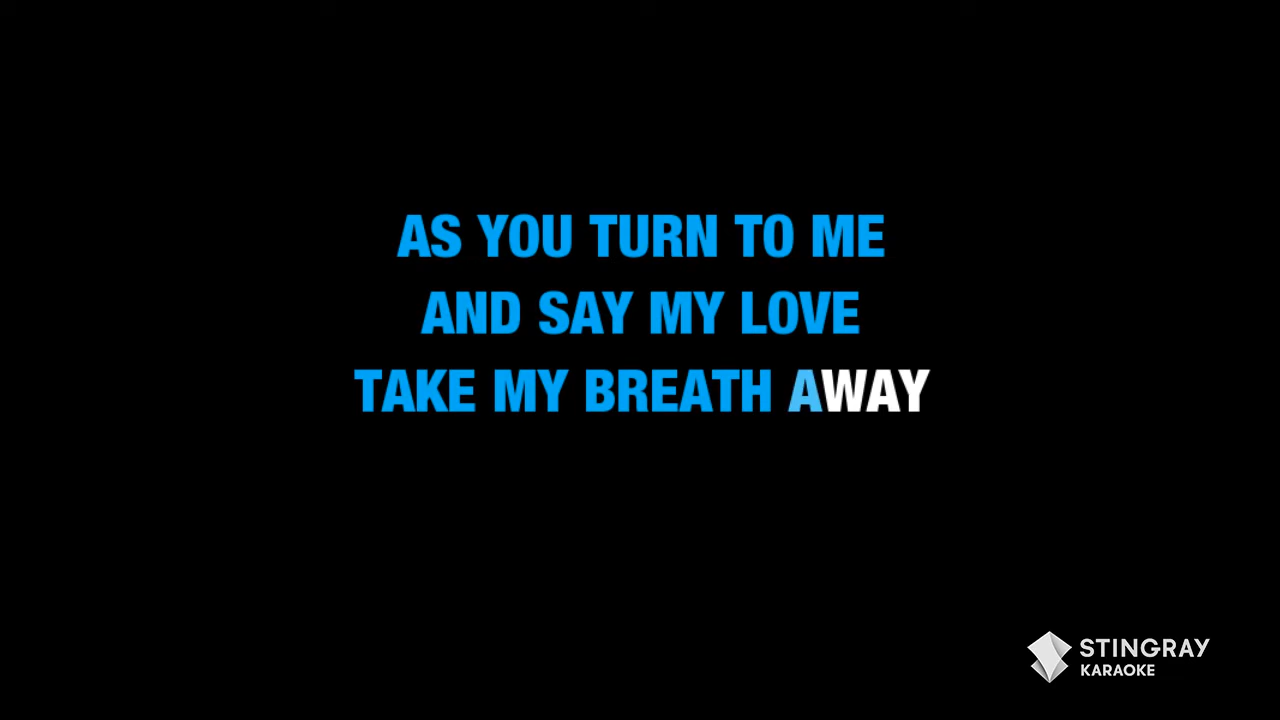 AS YOU TURN TO ME
AND SAY MY LOVE
TAKE MY BREATH AWAY
STINGRAY
KARAOKE